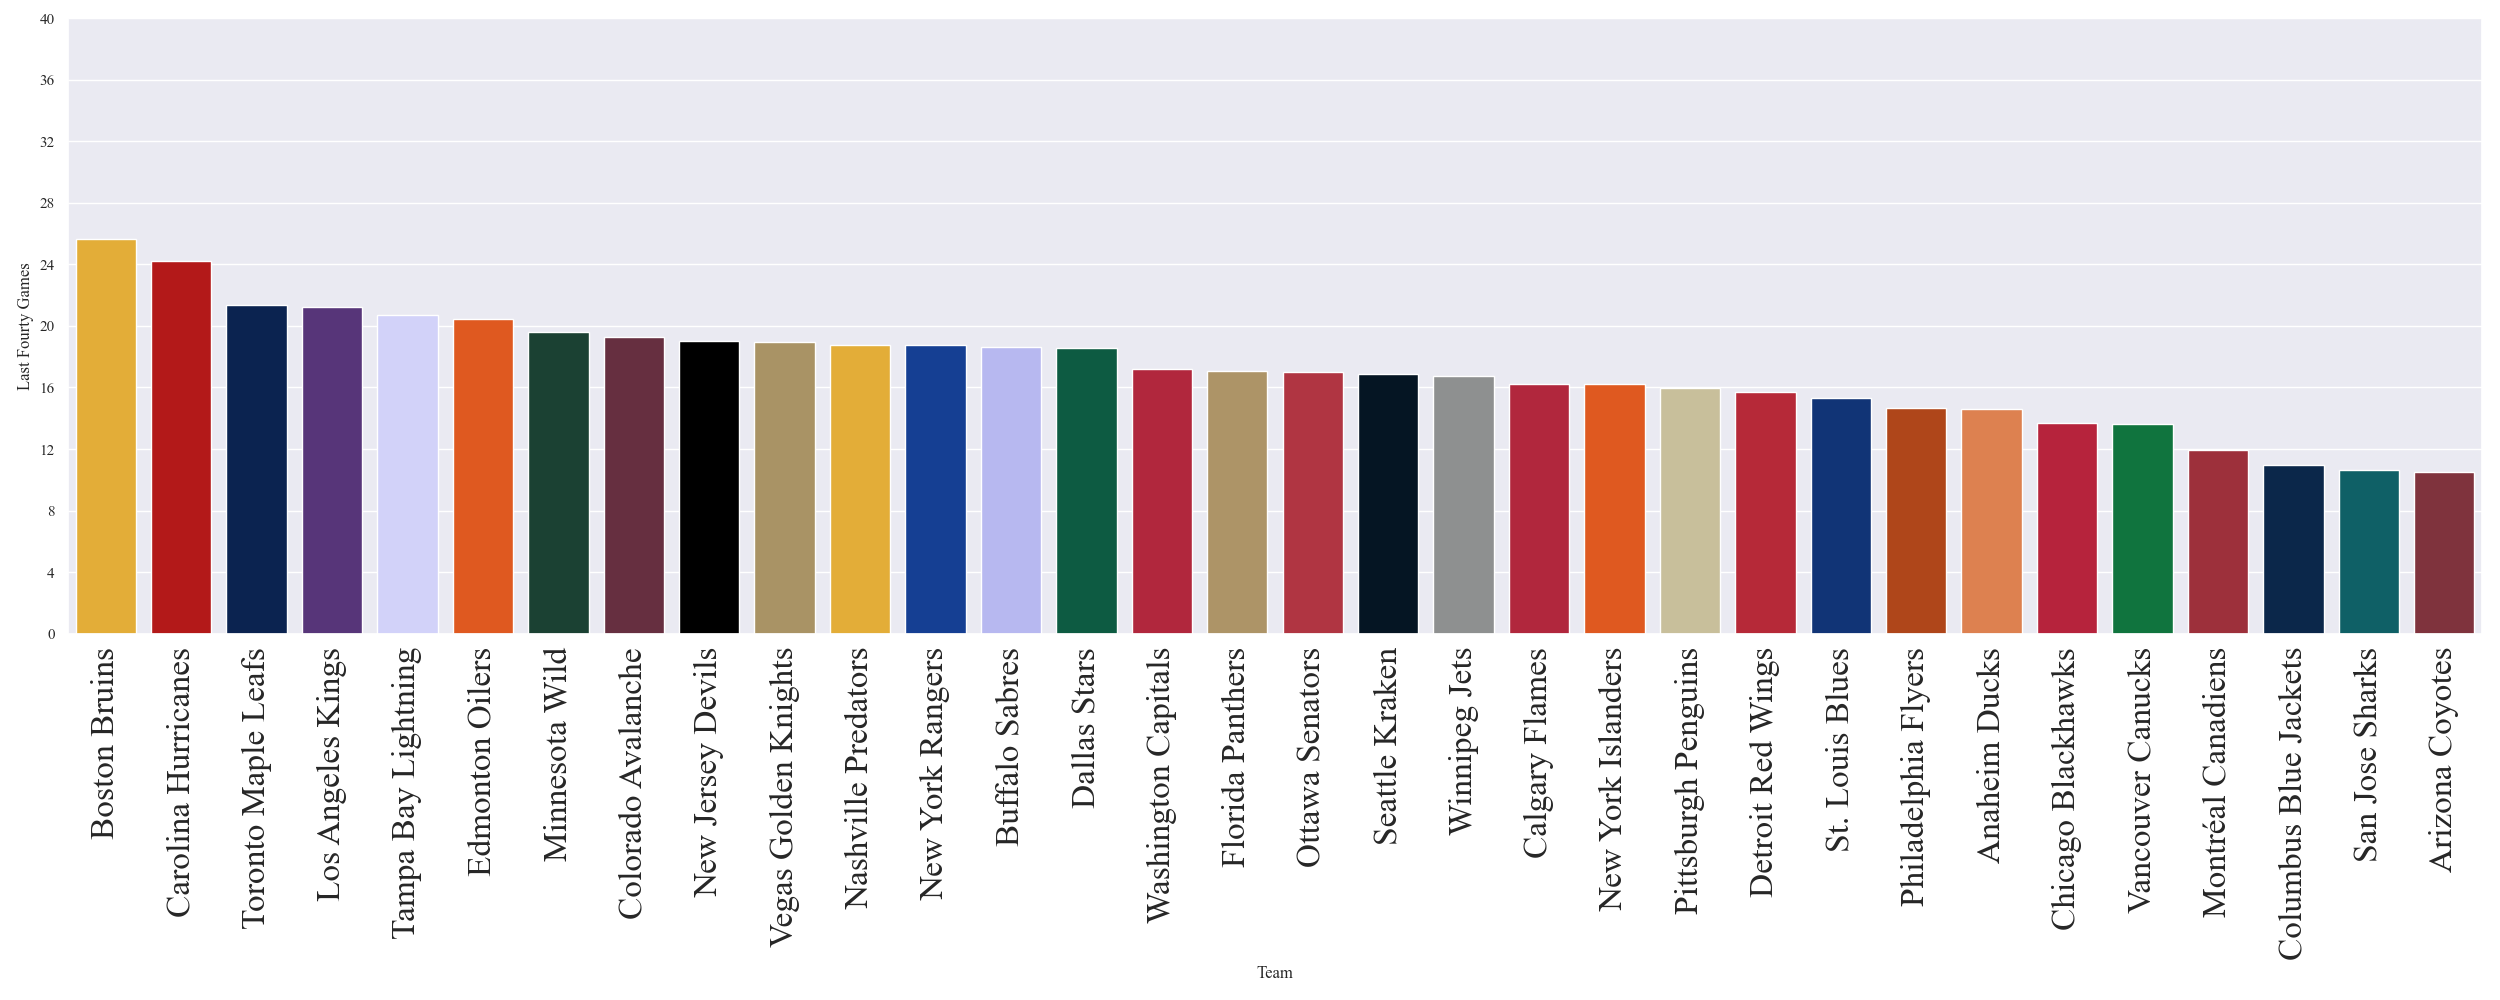 40
36
32
28
24
20
16
12
8
4
0
Last Fourty Games
Boston Bruins
Carolina Hurricanes
Toronto Maple Leafs
Los Angeles Kings
Tampa Bay Lightning
Edmonton Oilers
Minnesota Wild
Colorado Avalanche
New Jersey Devils
Vegas Golden Knights
Nashville Predators
New York Rangers
Buffalo Sabres
Dallas Stars
Washington Capitals
Florida Panthers
Ottawa Senators
Seattle Kraken
Winnipeg Jets
Calgary Flames
New York Islanders
Pittsburgh Penguins
Detroit Red Wings
St. Louis Blues
Philadelphia Flyers
Anaheim Ducks
Chicago Blackhawks
Vancouver Canucks
Montréal Canadiens
Columbus Blue Jackets
San Jose Sharks
Arizona Coyotes
Team